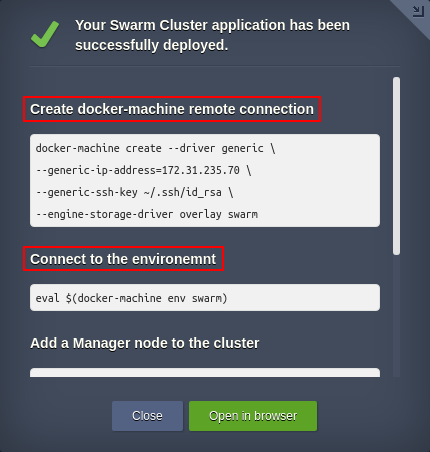 Your Swarm Cluster application has been
successfully deployed.
Create docker-machine remote connection
docker-machine create --driver generic \
--generic-ip-address=172.31.235.70 \
--generic-ssh-key ~/.ssh/id_rsa \
--engine-storage-driver overlay swarm
Connect to the environemnt
eval $(docker-machine env swarm)
Add a Manager node to the cluster
Close
Open in browser